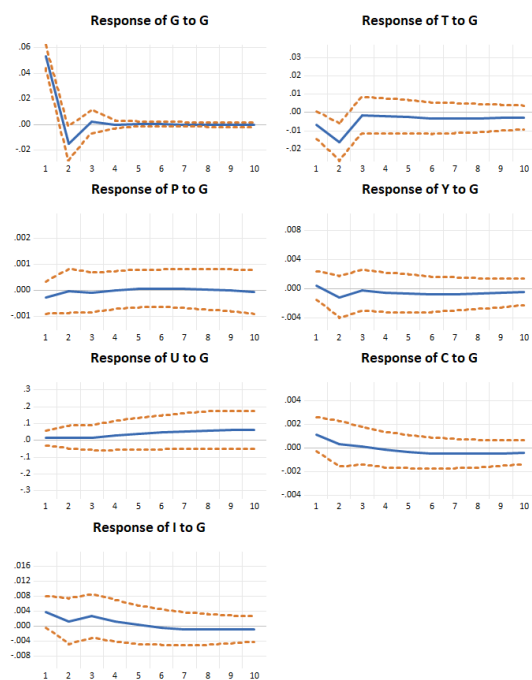 Response of G to G
.06
.04
.02
.00
-.02
1 2 3 4 5 6 7 8 9 10
Response of T to G
.03
.01
.00
-.01
-.02
1 2 3 4 5 6 7 8 9 10
Response of P to G
.002
.001
.000
-.001
1 2 3 4 5 6 7 8 9 10
Response of Y to G
.008
.004
.000
-.004
1 2 3 4 5 6 7 8 9 10
Response of U to G
.3
.2
.1
.0
-.1
-.2
-.3
1 2 3 4 5 6 7 8 9 10
Response of C to G
.004
.002
.000
-.002
-.004
1 2 3 4 5 6 7 8 9 10
Response of I to G
.016
.012
.008
.004
.000
-.004
-.008
1 2 3 4 5 6 7 8 9 10